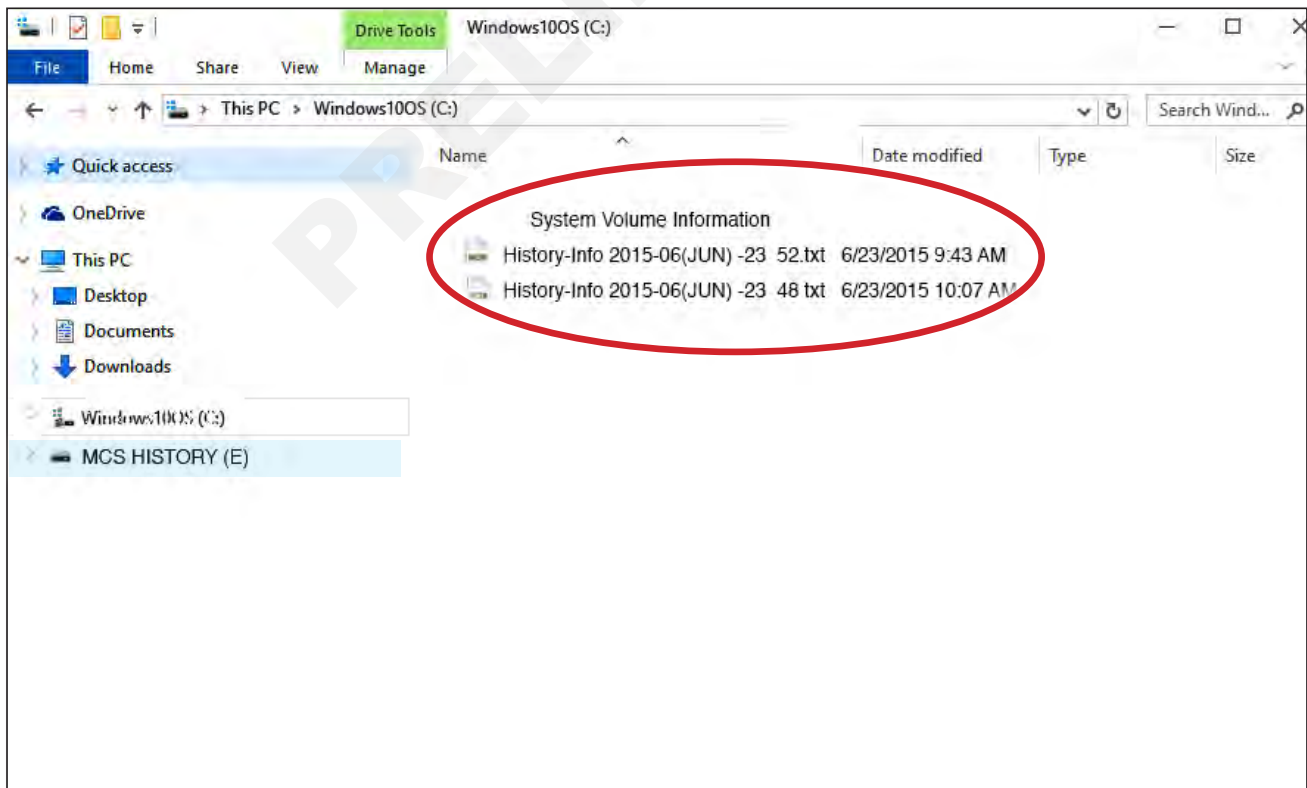 Drive Tools Windows10OS (C:)
File Home Share View Manage
This PC > Windows10OS (C:) Search Wind...
Name Date modified Type Size
Quick access
OneDrive
This PC
Desktop
Documents
Downloads
Windows10OS (C:)
MCS HISTORY (E)
System Volume Information
History-Info 2015-06(JUN) -23 52.txt 6/23/2015 9:43 AM
History-Info 2015-06(JUN) -23 48 txt 6/23/2015 10:07 AM